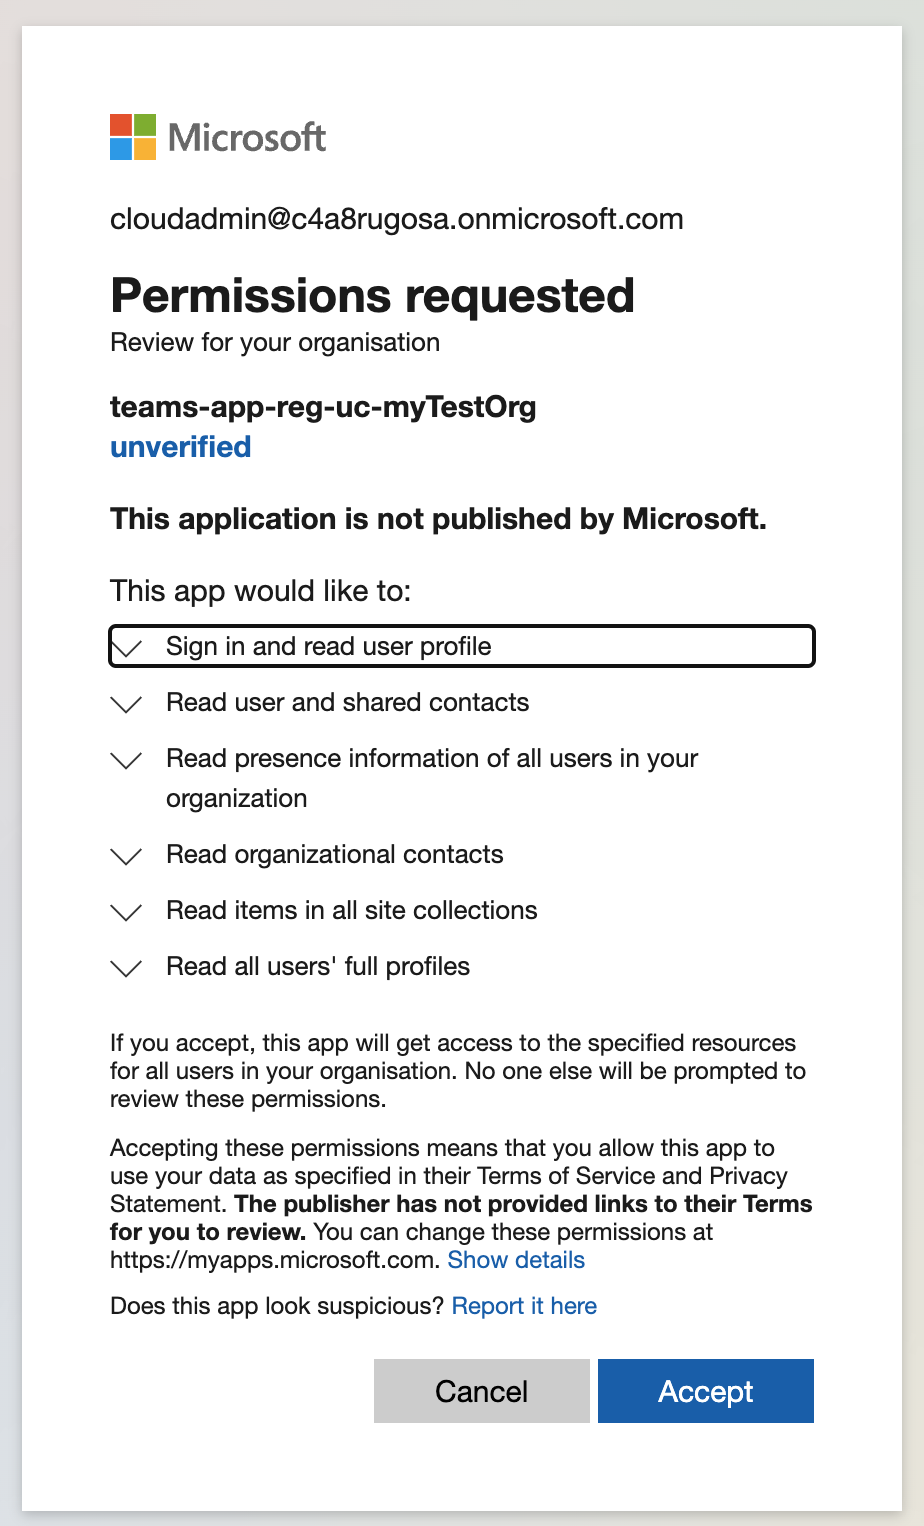 Microsoft
cloudadmin@c4a8rugosa.onmicrosoft.com
Permissions requested
Review for your organisation
teams-app-reg-uc-myTestOrg
unverified
This application is not published by Microsoft.
This app would like to:
Sign in and read user profile
Read user and shared contacts
Read presence information of all users in your
organization
Read organizational contacts
Read items in all site collections
Read all users' full profiles
If you accept, this app will get access to the specified resources
for all users in your organisation. No one else will be prompted to
review these permissions.
Accepting these permissions means that you allow this app to
use your data as specified in their Terms of Service and Privacy
Statement. The publisher has not provided links to their Terms
for you to review. You can change these permissions at
https://myapps.microsoft.com. Show details
Does this app look suspicious? Report it here
Cancel Accept